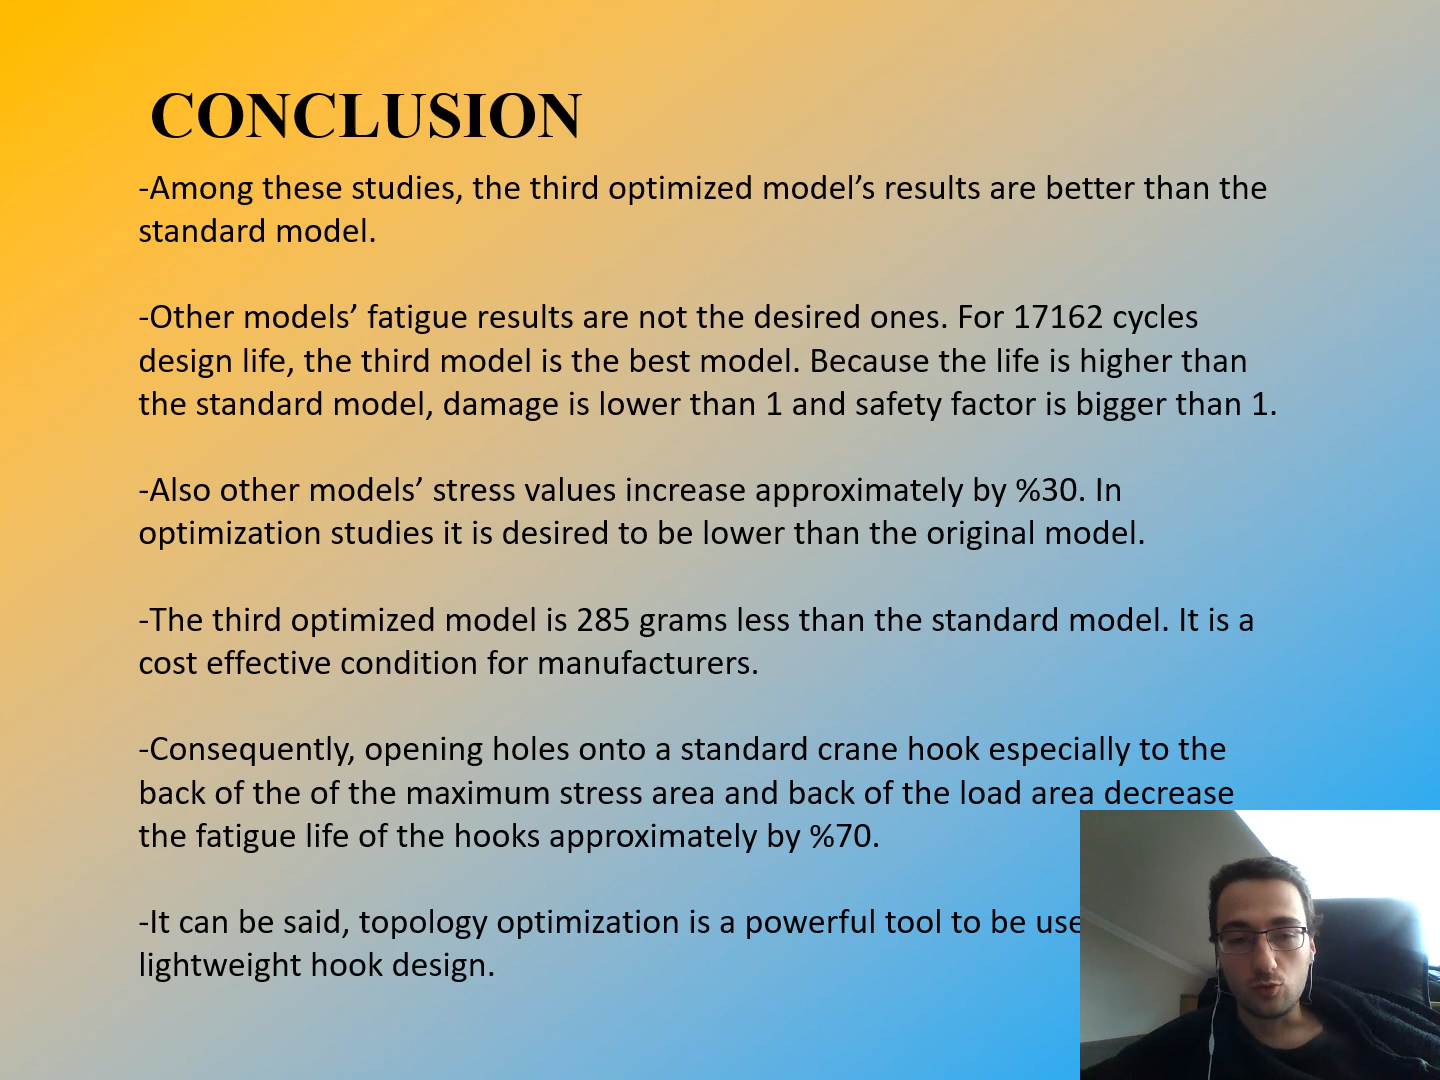 CONCLUSION
-Among these studies, the third optimized model’s results are better than the
standard model.
-Other models’ fatigue results are not the desired ones. For 17162 cycles
design life, the third model is the best model. Because the life is higher than
the standard model, damage is lower than 1 and safety factor is bigger than 1.
-Also other models’ stress values increase approximately by %30. In
optimization studies it is desired to be lower than the original model.
-The third optimized model is 285 grams less than the standard model. It is a
cost effective condition for manufacturers.
-Consequently, opening holes onto a standard crane hook especially to the
back of the of the maximum stress area and back of the load area decrease
the fatigue life of the hooks approximately by %70.
-It can be said, topology optimization is a powerful tool to be
lightweight hook design.